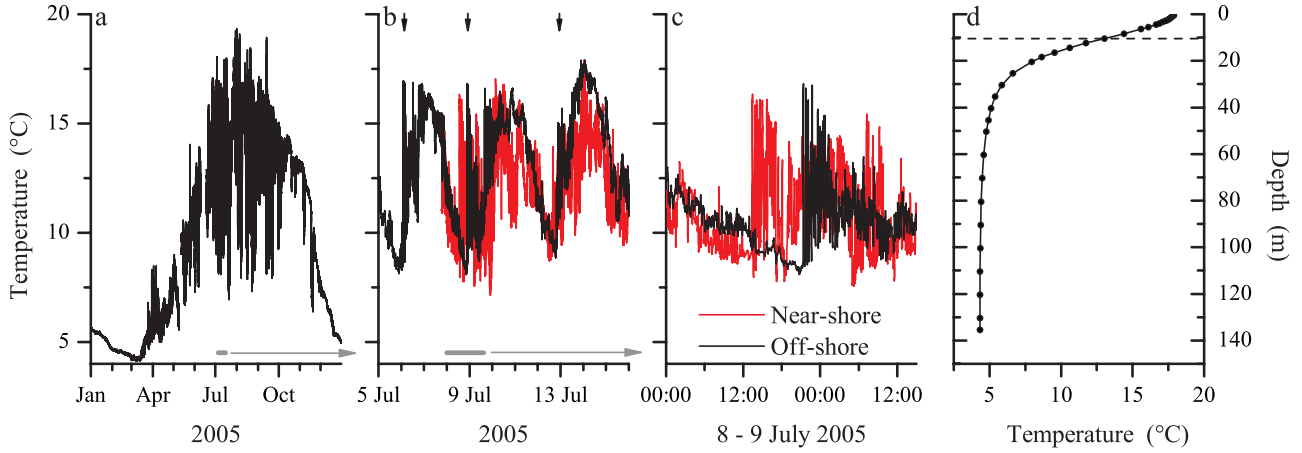 a
b
c
d
20
15
10
5
Temperature (°C)
Jan
Apr
Jul
Oct
2005
5 Jul
9 Jul
13 Jul
2005
Near-shore
Off-shore
00:00
12:00
00:00
12:00
8 - 9 July 2005
0
20
40
60
80
100
120
140
Depth (m)
5
10
15
20
Temperature (°C)